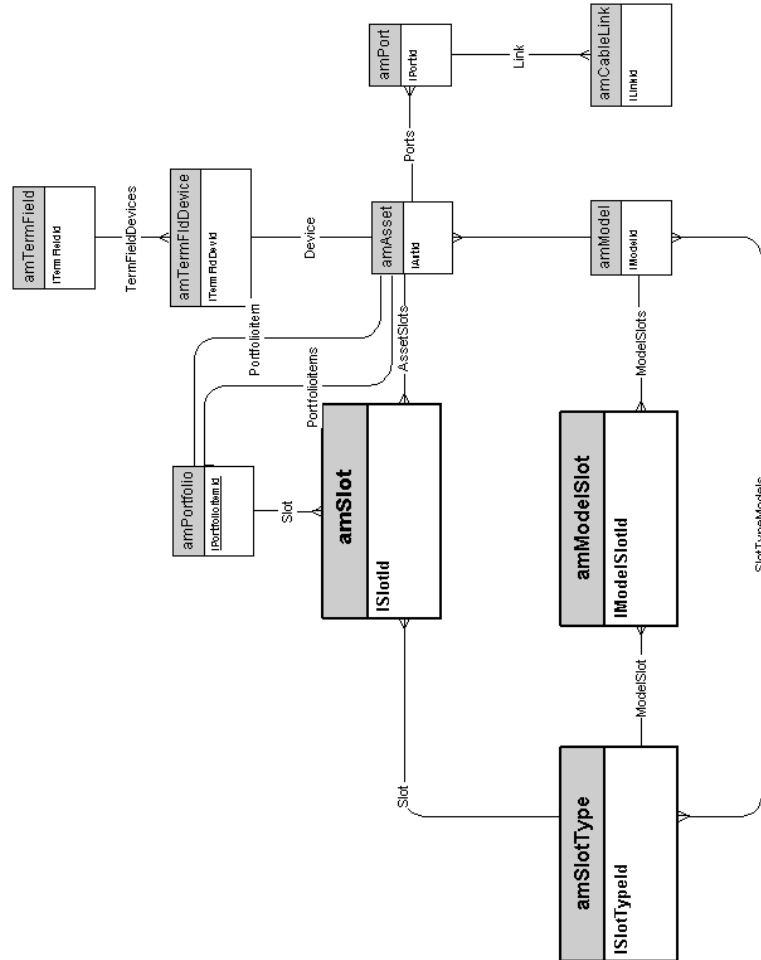 amTermField
lTermFieldId
TermFieldDevices
amTermFldDevice
lTermFldDevId
Device
amPortfolio
lPortfolioItemId
Portfolioitem
Portfolioitems
Slot
amSlot
lSlotId
AssetSlots
amAsset
lAstId
Ports
amPort
lPortId
Link
amCableLink
lLinkId
Slot
amSlotType
lSlotTypeId
ModelSlot
amModelSlot
lModelSlotId
ModelSlots
amModel
lModelId
SlotTypeModels